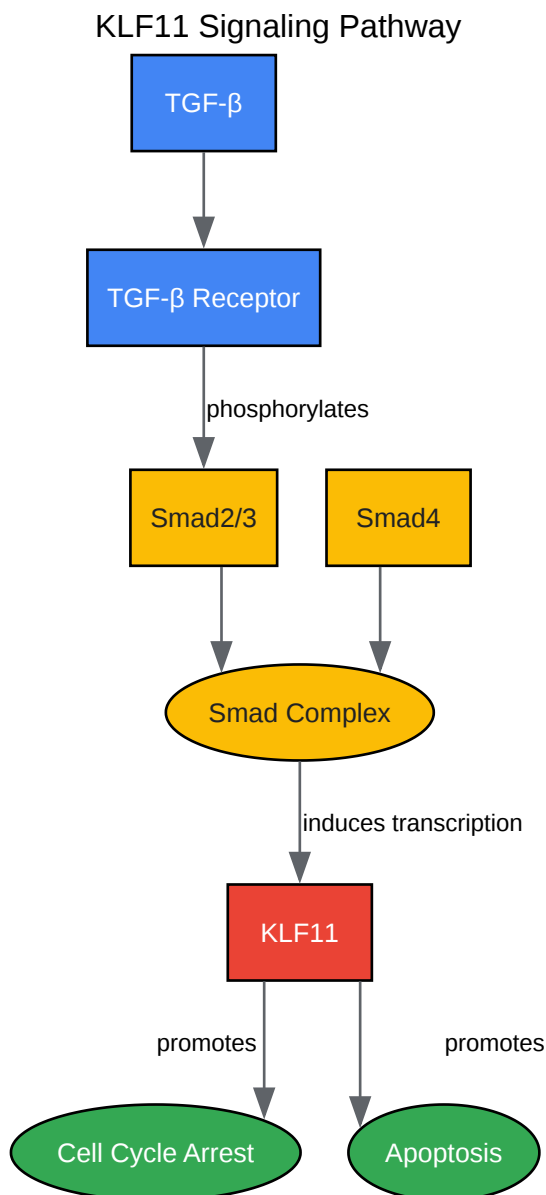 KLF11 Signaling Pathway
TGF-β
TGF-β Receptor
phosphorylates
Smad2/3
Smad4
Smad Complex
induces transcription
KLF11
promotes
promotes
Cell Cycle Arrest
Apoptosis